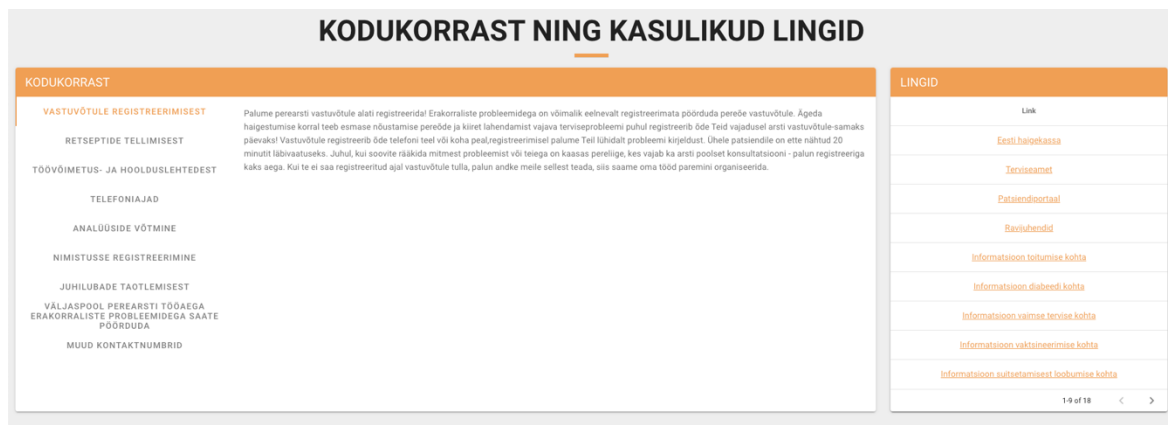 KODUKORRAST NING KASULIKUD LINGID
KODUKORRAST
VASTUVÕTULE REGISTREERIMISEST
RETSEPTIDE TELLIMISEST
TÖÖVÕIMETUS- JA HOOLDUSLEHTEDEST
TELEFONIAJAD
ANALÜÜSIDE VÕTMINE
NIMISTUSSE REGISTREERIMINE
JUHILUBADE TAOTLEMISEST
VÄLJASPOOL PEREARSTI TÖÖAEGA
ERAKORRALISTE PROBLEEMIDEGA SAATE
PÖÖRDUDA
MUUD KONTAKTNUMBRID
Palume perearsti vastuvõtule alati registreerida! Erakorraliste probleemidega on võimalik eelnevalt registreerimata pöörduda pereõe vastuvõtule. Ägeda
haigestumise korral teeb esmase nõustamise pereõde ja kiiret lahendamist vajava terviseprobleemi puhul registreerib õde Teid vajadusel arsti vastuvõtule-samaks
päevaks! Vastuvõtule registreerib õde telefoni teel või koha peal,registreerimisel palume Teil lühidalt probleemi kirjeldust. Ühele patsiendile on ette nähtud 20
minutit läbivaatuseks. Juhul, kui soovite rääkida mitmest probleemist või teiega on kaasas pereliige, kes vajab ka arsti poolset konsultatsiooni - palun registreeriga
kaks aega. Kui te ei saa registreeritud ajal vastuvõtule tulla, palun andke meile sellest teada, siis saame oma tööd paremini organiseerida.
LINGID
Link
Eesti haigekassa
Terviseamet
Patsiendiportaal
Ravijuhendid
Informatsioon toitumise kohta
Informatsioon diabeedi kohta
Informatsioon vaimse tervise kohta
Informatsioon vaktsineerimise kohta
Informatsioon suitsetamisest loobumise kohta
1-9 of 18